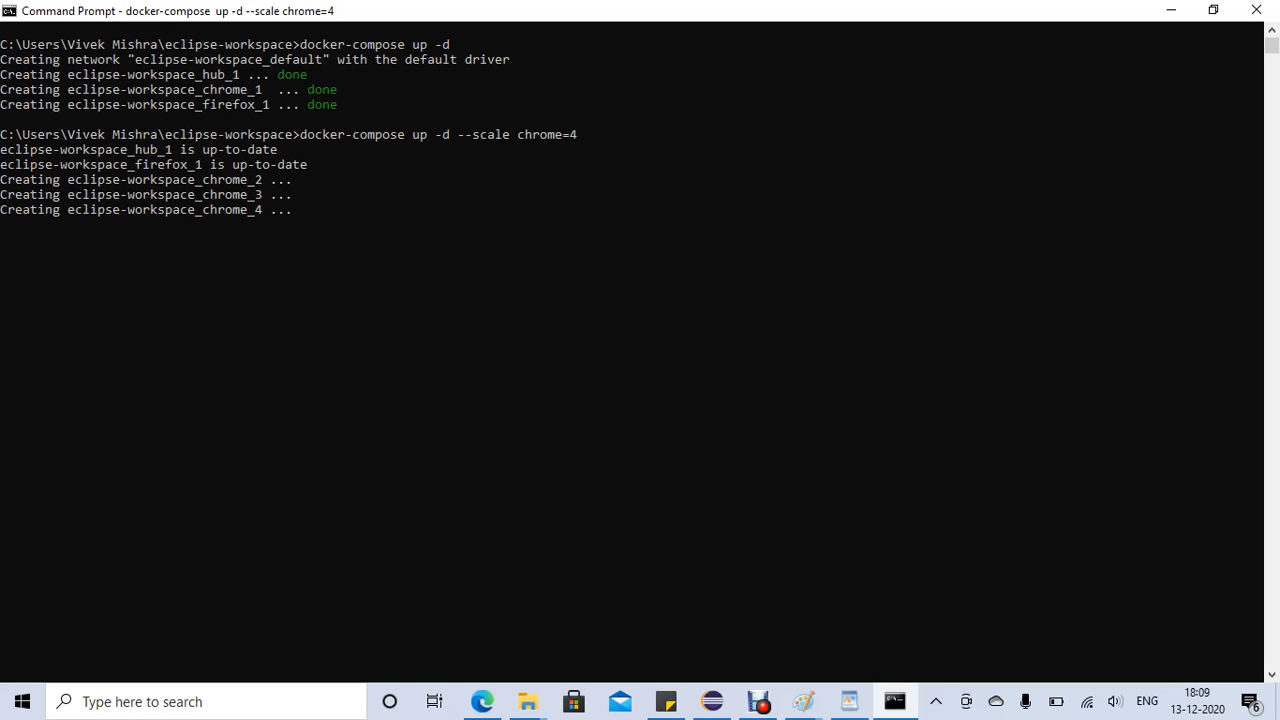 Command Prompt - docker-compose  up -d --scale chrome=4
C:\Users\Vivek Mishra\eclipse-workspace>docker-compose up -d
Creating network "eclipse-workspace_default" with the default driver
Creating eclipse-workspace_hub_1 ... done
Creating eclipse-workspace_chrome_1  ... done
Creating eclipse-workspace_firefox_1 ... done
C:\Users\Vivek Mishra\eclipse-workspace>docker-compose up -d --scale chrome=4
eclipse-workspace_hub_1 is up-to-date
eclipse-workspace_firefox_1 is up-to-date
Creating eclipse-workspace_chrome_2 ...
Creating eclipse-workspace_chrome_3 ...
Creating eclipse-workspace_chrome_4 ...
Type here to search
ENG
18:09
13-12-2020
6